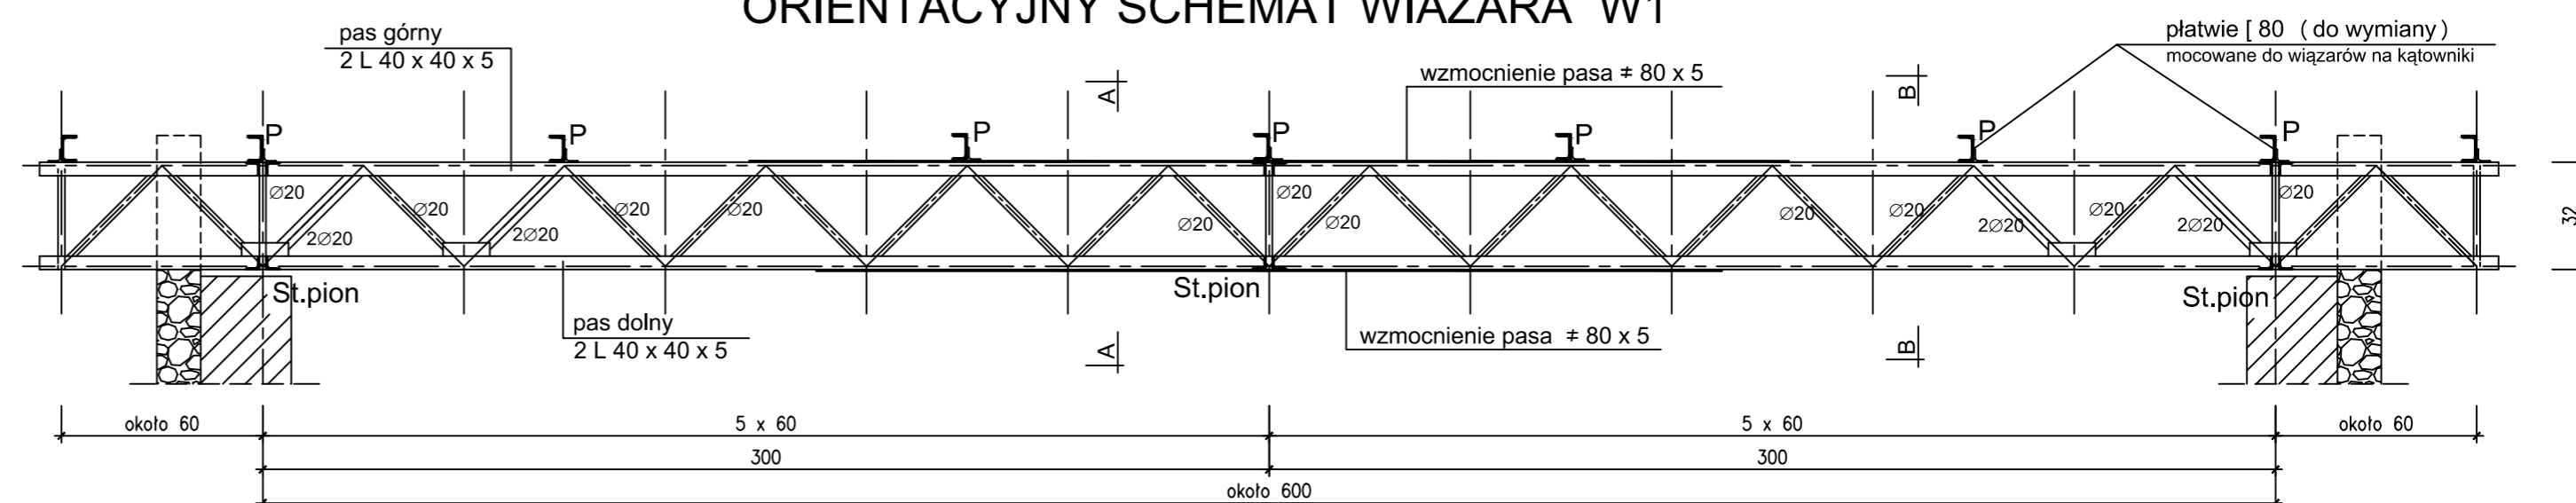 ORIENTACYJNY SCHEMAT WIAZARA W1
pas górny
2 L 40 x 40 x 5
płatwie [ 80 ( do wymiany )
mocowane do wiązarów na kątowniki
wzmocnienie pasa ≠ 80 x 5
A
B
P
P
P
P
P
P
P
∅20
∅20
2∅20
2∅20
∅20
∅20
∅20
∅20
∅20
∅20
∅20
2∅20
∅20
2∅20
∅20
32
St.pion
St.pion
St.pion
pas dolny
2 L 40 x 40 x 5
wzmocnienie pasa ≠ 80 x 5
A
B
około 60
5 x 60
5 x 60
około 60
300
300
około 600